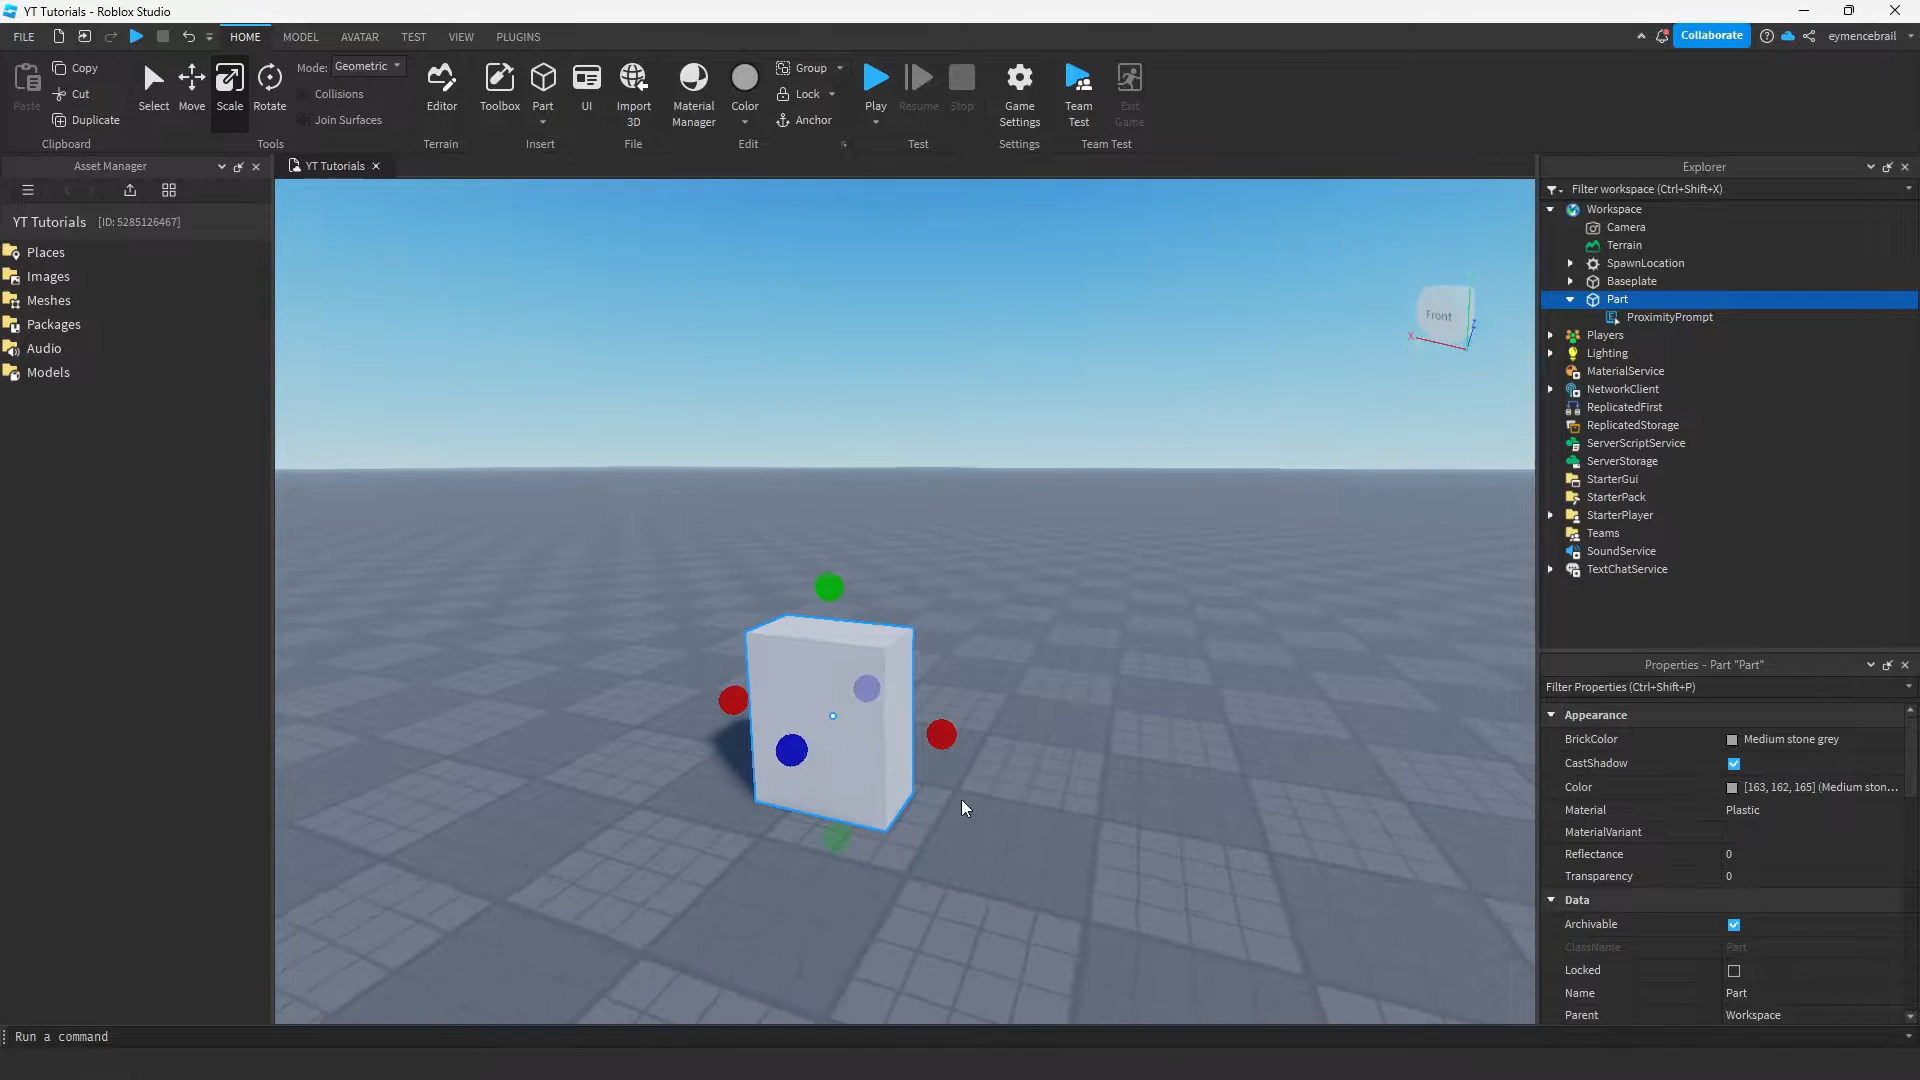 YT Tutorials - Roblox Studio
FILE
HOME
MODEL
AVATAR
TEST
VIEW
PLUGINS
Collaborate
eymencebrail
Paste
Copy
Cut
Duplicate
Clipboard
Select
Move
Scale
Rotate
Mode: Geometric
Collisions
Join Surfaces
Tools
Editor
Terrain
Toolbox
Part
UI
Insert
Import
3D
File
Material
Manager
Color
Group
Lock
Anchor
Edit
Play
Resume
Stop
Test
Game
Settings
Settings
Team
Test
Exit
Game
Team Test
Asset Manager
YT Tutorials [ID: 5285126467]
Places
Images
Meshes
Packages
Audio
Models
YT Tutorials
Front
X
Z
Explorer
Filter workspace (Ctrl+Shift+X)
Workspace
Camera
Terrain
SpawnLocation
Baseplate
Part
ProximityPrompt
Players
Lighting
MaterialService
NetworkClient
ReplicatedFirst
ReplicatedStorage
ServerScriptService
ServerStorage
StarterGui
StarterPack
StarterPlayer
Teams
SoundService
TextChatService
Properties - Part "Part"
Filter Properties (Ctrl+Shift+P)
Appearance
BrickColor Medium stone grey
CastShadow
Color [163, 162, 165] (Medium ston...
Material Plastic
MaterialVariant
Reflectance 0
Transparency 0
Data
Archivable
ClassName Part
Locked
Name Part
Parent Workspace
Run a command